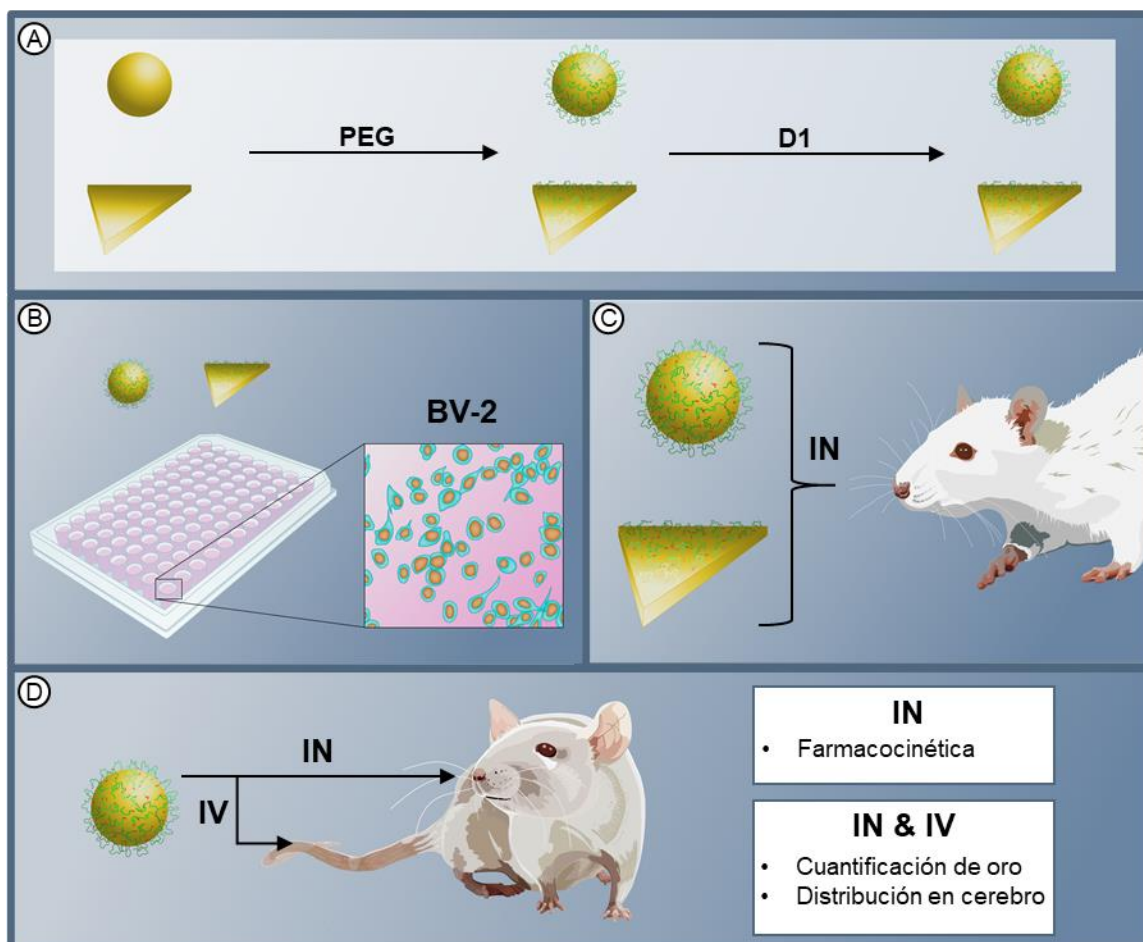 A
PEG
D1
B
BV-2
C
IN
D
IN
IV
IN
• Farmacocinética
IN & IV
• Cuantificación de oro
• Distribución en cerebro